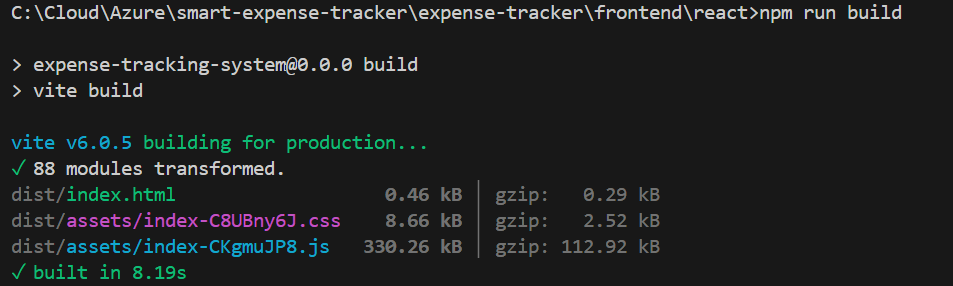 C:\Cloud\Azure\smart-expense-tracker\expense-tracker\frontend\react>npm run build
> expense-tracking-system@0.0.0 build
> vite build
vite v6.0.5 building for production...
✓ 88 modules transformed.
dist/index.html 0.46 kB │ gzip: 0.29 kB
dist/assets/index-C8UBny6J.css 8.66 kB │ gzip: 2.52 kB
dist/assets/index-CKgmuJP8.js 330.26 kB │ gzip: 112.92 kB
✓ built in 8.19s